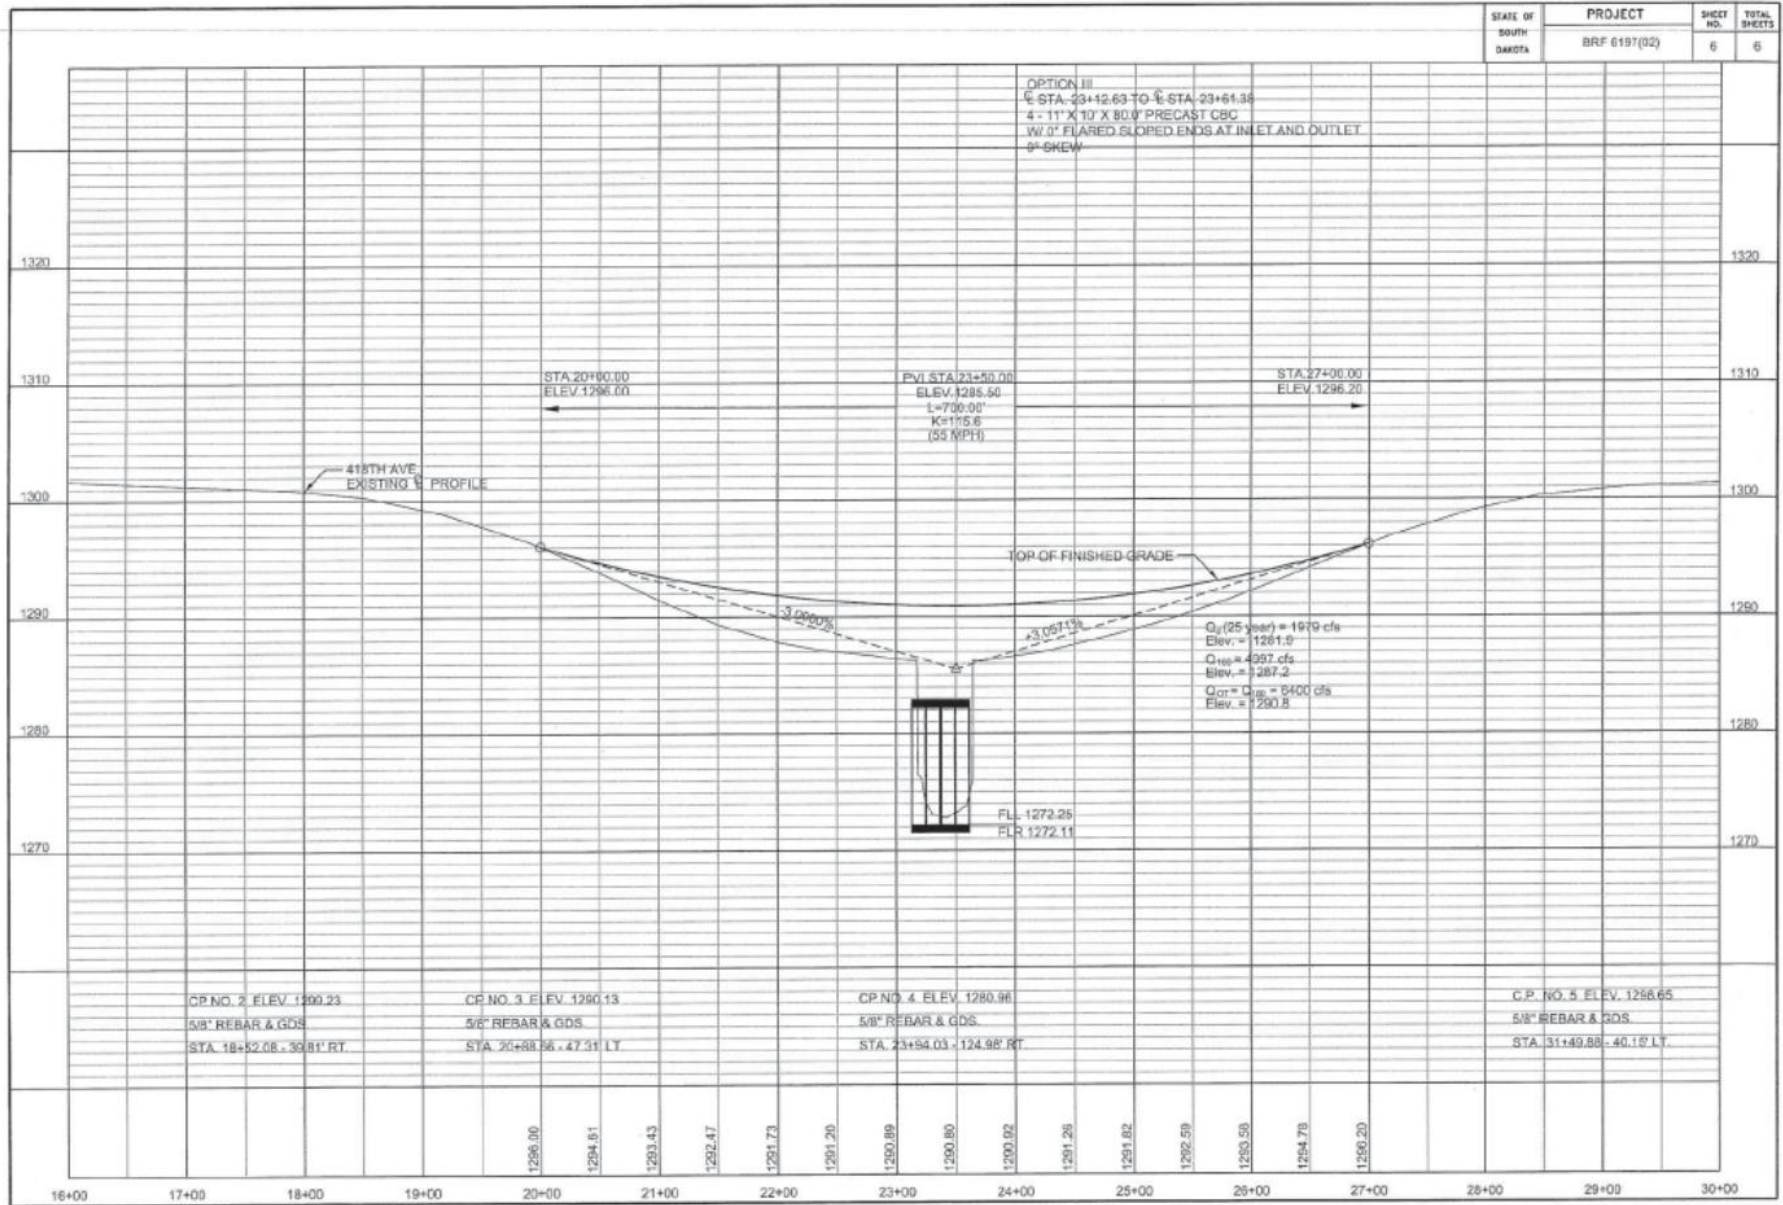 STATE OF SOUTH DAKOTA
PROJECT
BRF 6197(02)
SHEET NO.
6
TOTAL SHEETS
6
OPTION III
℄ STA. 23+12.63 TO ℄ STA. 23+61.38
4 - 11' X 10' X 80.0' PRECAST CBC
W/ 0° FLARED SLOPED ENDS AT INLET AND OUTLET
0° SKEW
1320
1320
1310
1310
1300
1300
1290
1290
1280
1280
1270
1270
STA.20+00.00
ELEV.1296.00
PVI STA.23+50.00
ELEV.1285.50
L=700.00'
K=115.6
(55 MPH)
STA.27+00.00
ELEV.1296.20
418TH AVE
EXISTING ℄ PROFILE
TOP OF FINISHED GRADE
-3.0000%
+3.0571%
(25 year) = 1979 cfs
Elev. = 1281.9
Q100 = 4997 cfs
Elev. = 1287.2
QOT = = 6400 cfs
Elev. = 1290.8
FLL 1272.25
FLR 1272.11
CP NO. 2 ELEV.
5/8" REBAR & GDS
STA. 18+52.08 - 39.81' RT.
CP NO. 3 ELEV. 1290.13
5/8" REBAR & GDS.
STA. - 47.31' LT.
CP NO. 4 ELEV. 1280.96
5/8" REBAR & GDS.
STA. 23+94.03 - 124.98' RT.
C.P. NO. 5 ELEV. 1298.65
5/8" REBAR & GDS.
STA. 31+49.88 - 40.15' LT.
1296.00
1294.61
1293.43
1292.47
1291.73
1291.20
1290.89
1290.80
1290.92
1291.26
1291.82
1292.59
1293.58
1294.78
1296.20
16+00
17+00
18+00
19+00
20+00
21+00
22+00
23+00
24+00
25+00
26+00
27+00
28+00
29+00
30+00